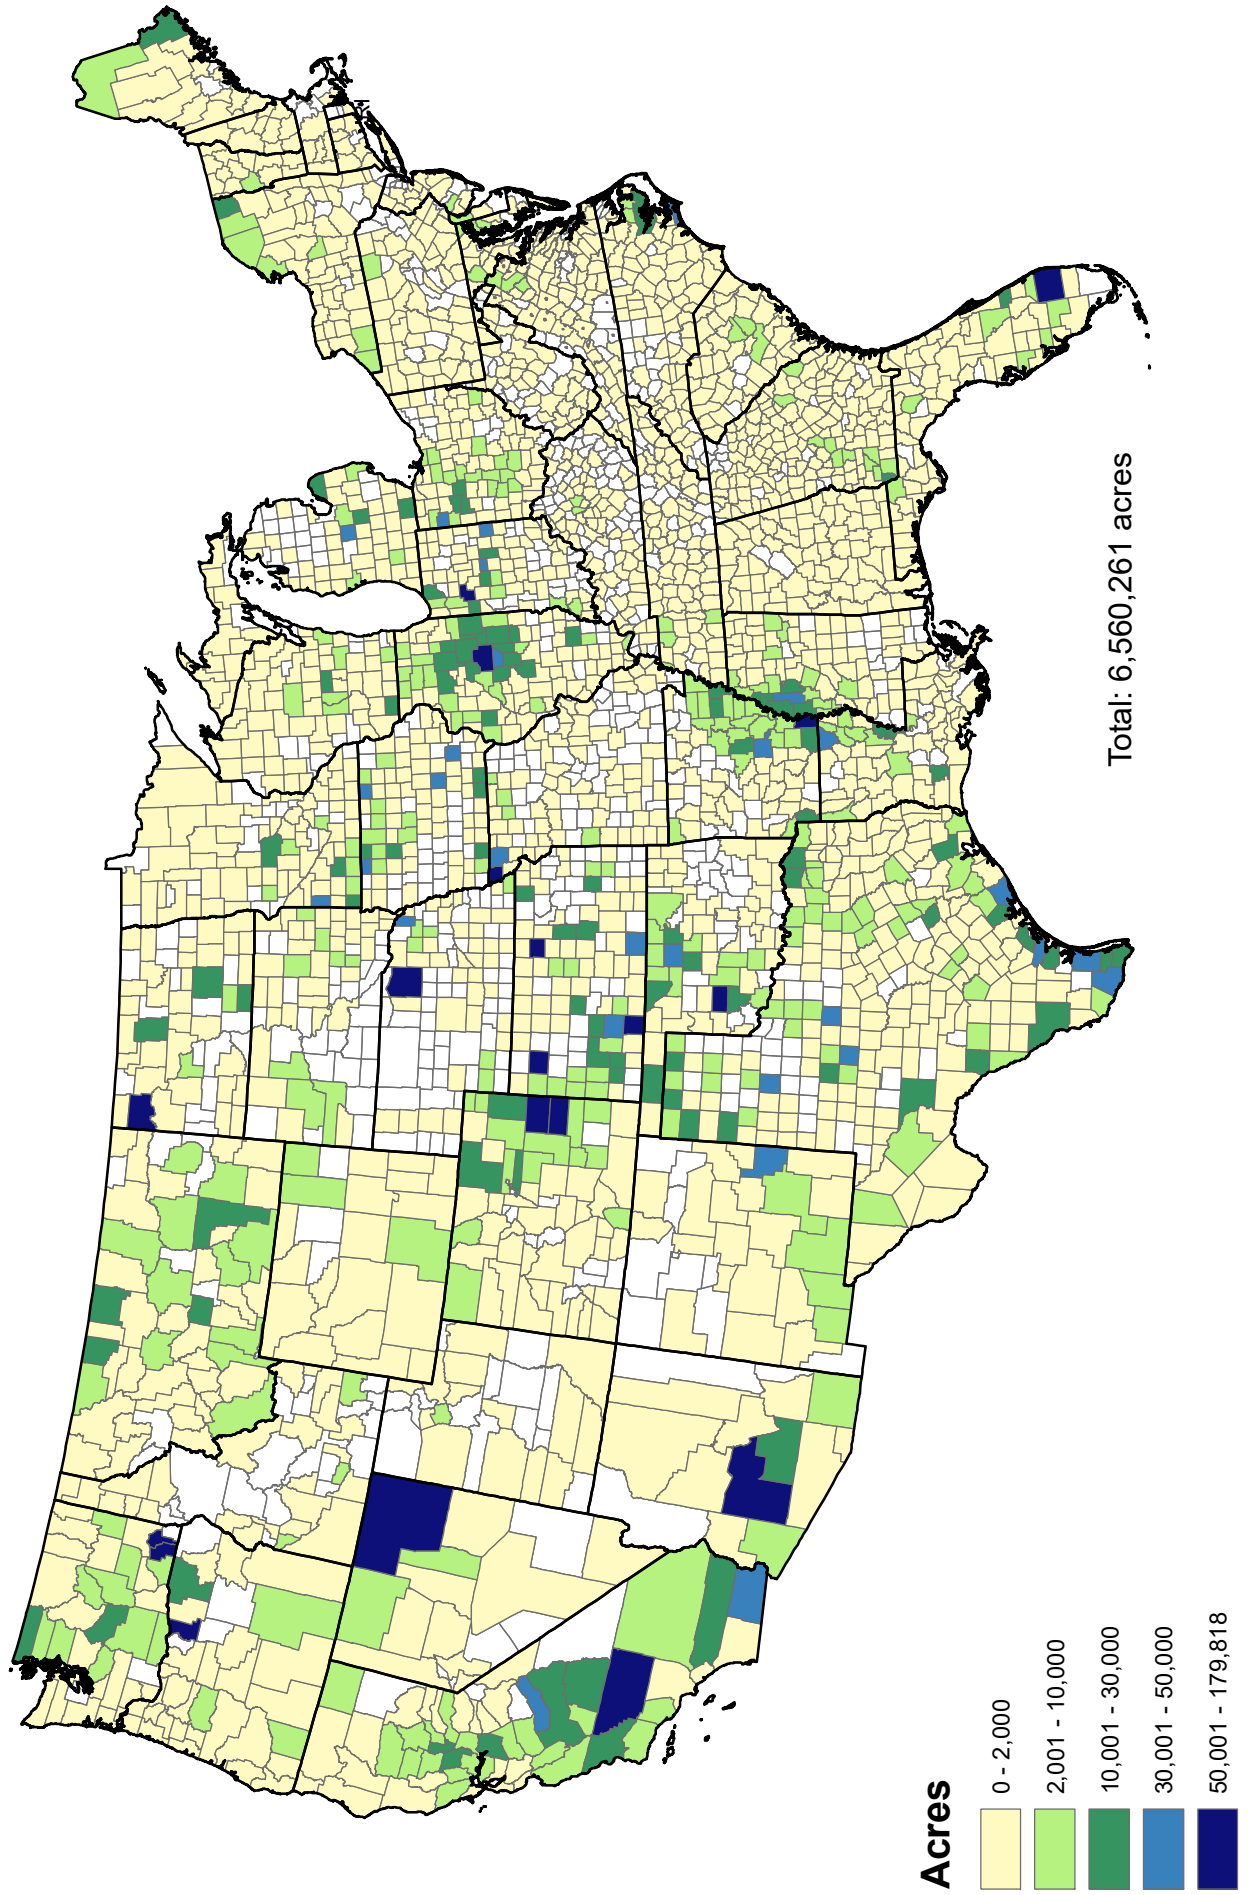 Total: 6,560,261 acres
Acres
0 - 2,000
2,001 - 10,000
10,001 - 30,000
30,001 - 50,000
50,001 - 179,818